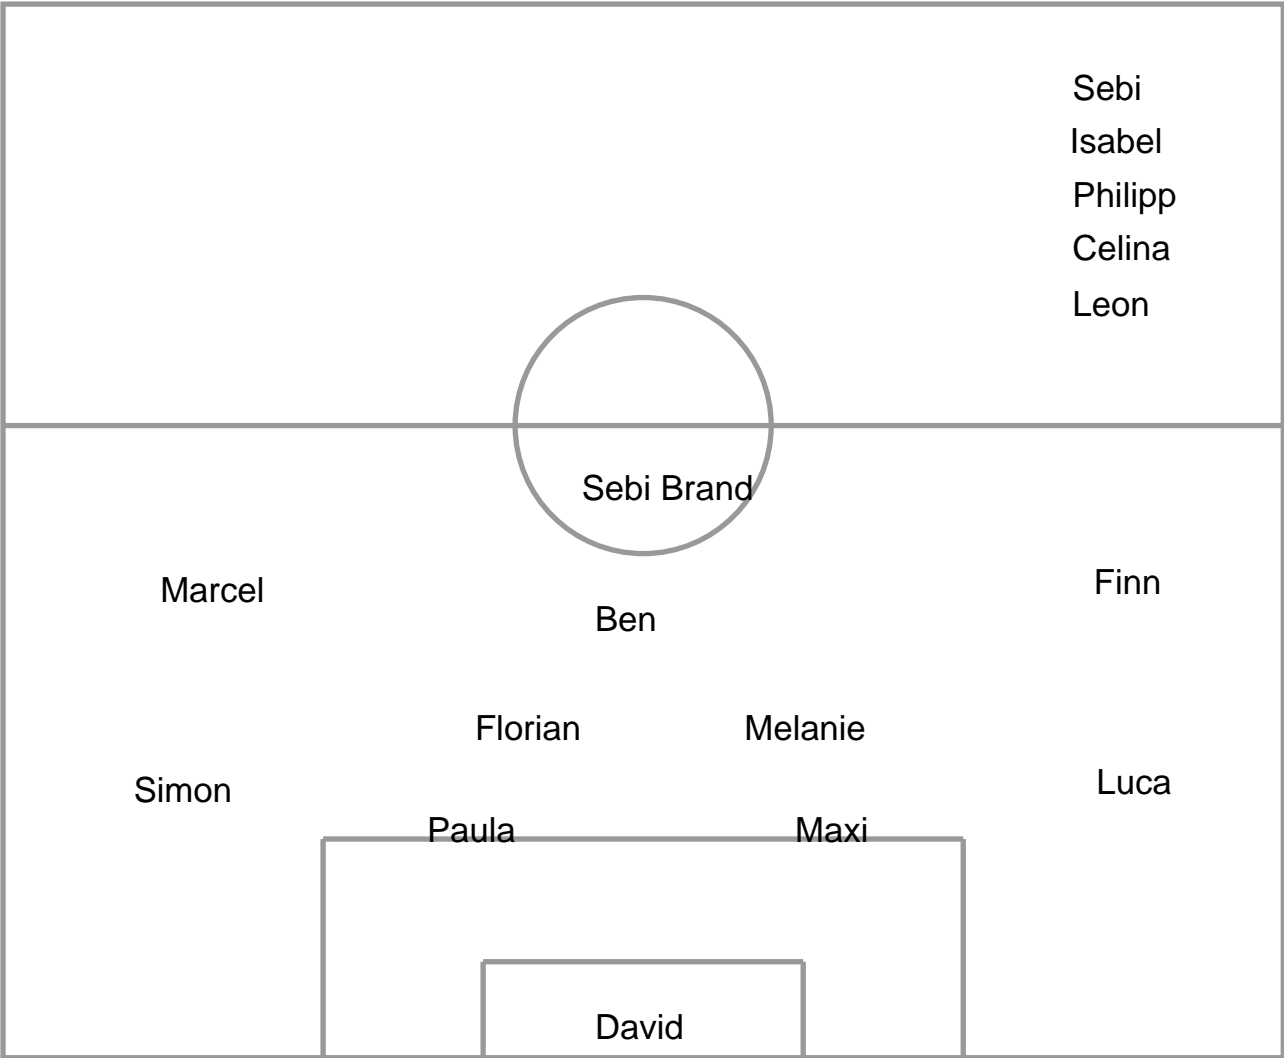 Sebi
Isabel
Philipp
Celina
Leon
Sebi Brand
Marcel
Finn
Ben
Florian
Melanie
Simon
Luca
Paula
Maxi
David